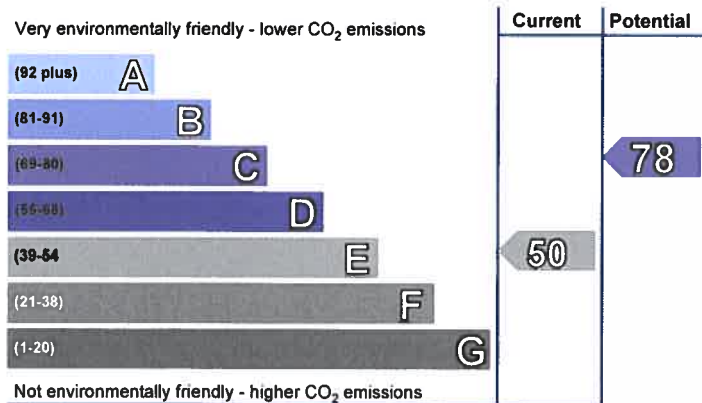 Current Potential
Very environmentally friendly - lower CO₂ emissions
(92 plus) A
(81-91) B
(69-80) C
78
(55-68) D
(39-54 E
50
(21-38) F
(1-20) G
Not environmentally friendly - higher CO₂ emissions